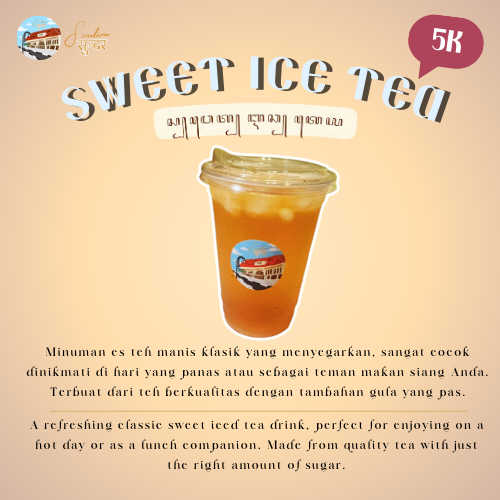 Sundara
सुन्दर
5K
SWEET ICE TEA
Minuman es teh manis klasik yang menyegarkan, sangat cocok
dinikmati di hari yang panas atau sebagai teman makan siang Anda.
Terbuat dari teh berkualitas dengan tambahan gula yang pas.
A refreshing classic sweet iced tea drink, perfect for enjoying on a
hot day or as a lunch companion. Made from quality tea with just
the right amount of sugar.